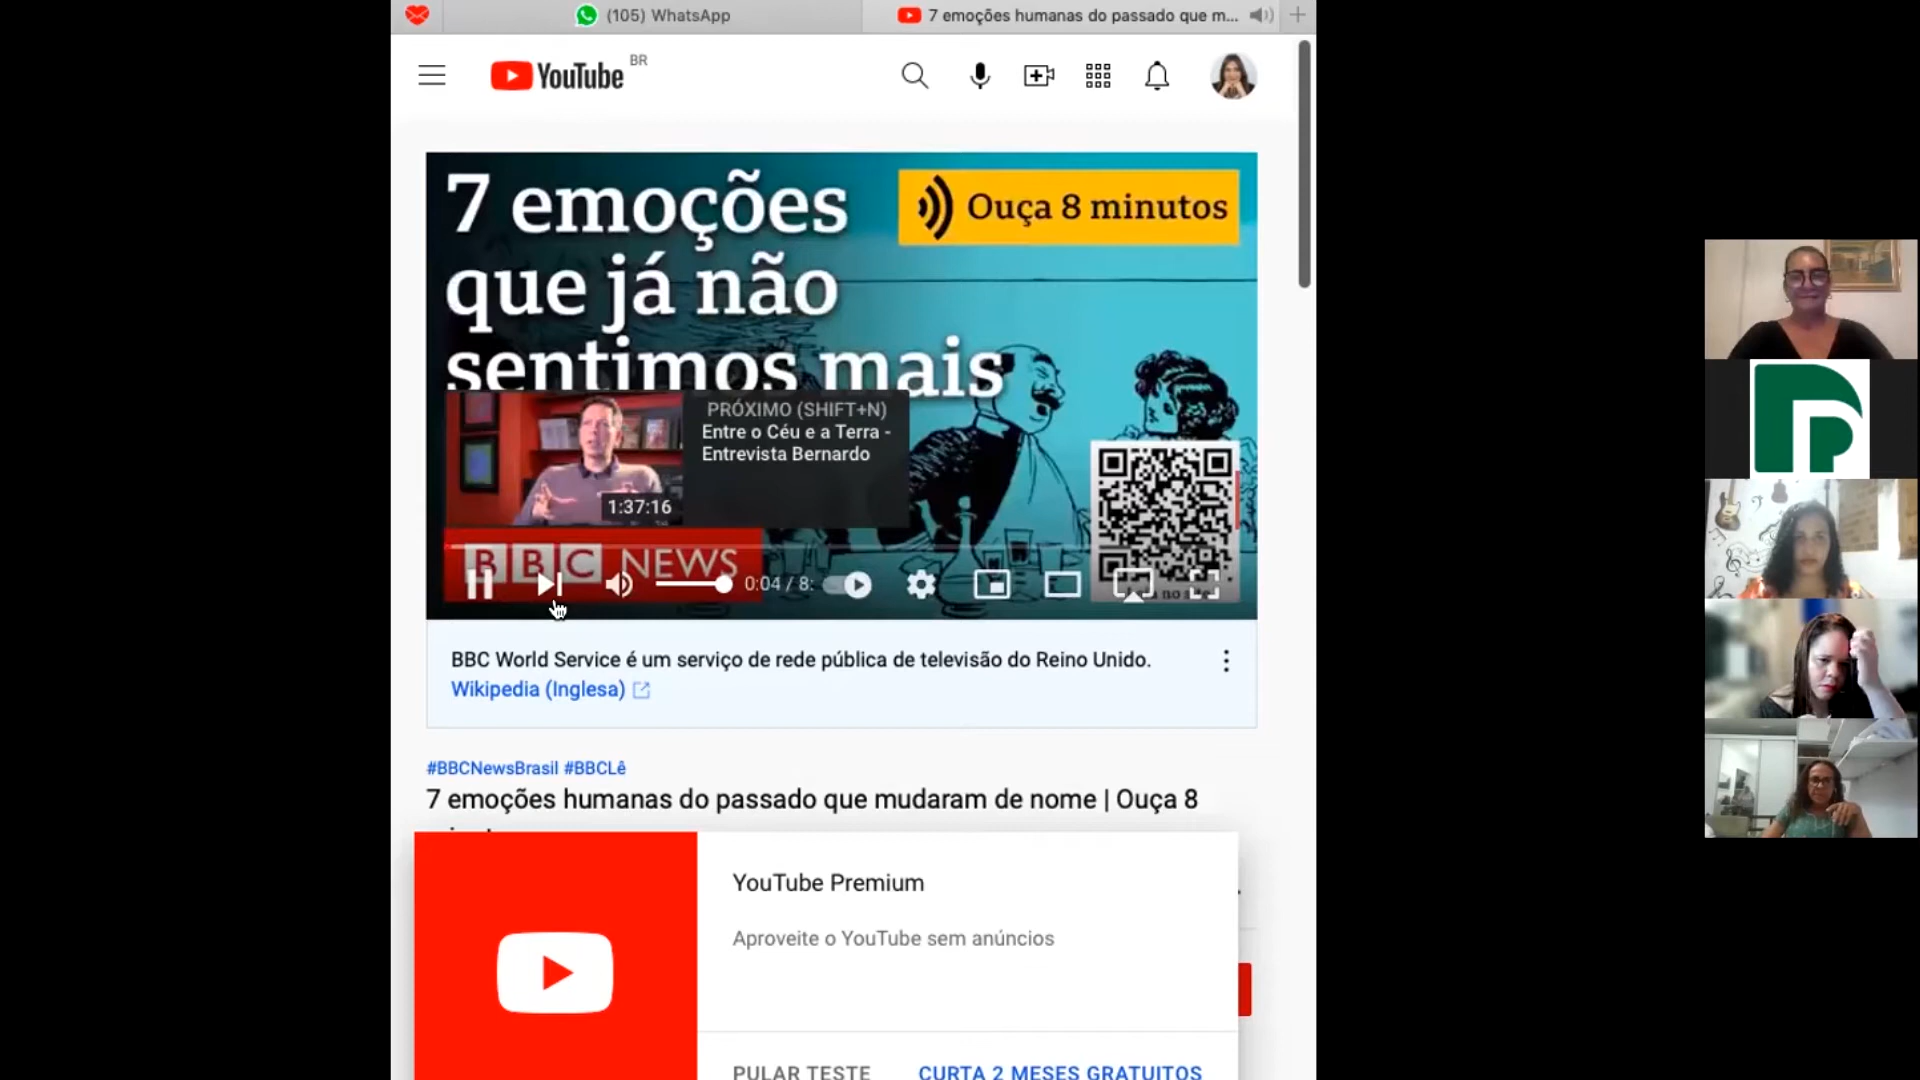 (105) WhatsApp
7 emoções humanas do passado que m...
YouTube BR
7 emoções
que já não
sentimos mais
Ouça 8 minutos
PRÓXIMO (SHIFT+N)
Entre o Céu e a Terra -
Entrevista Bernardo
1:37:16
BBC NEWS
0:04 / 8:
BBC World Service é um serviço de rede pública de televisão do Reino Unido.
Wikipedia (Inglesa)
#BBCNewsBrasil #BBCLê
7 emoções humanas do passado que mudaram de nome | Ouça 8
YouTube Premium
Aproveite o YouTube sem anúncios
PULAR TESTE
CURTA 2 MESES GRATUITOS